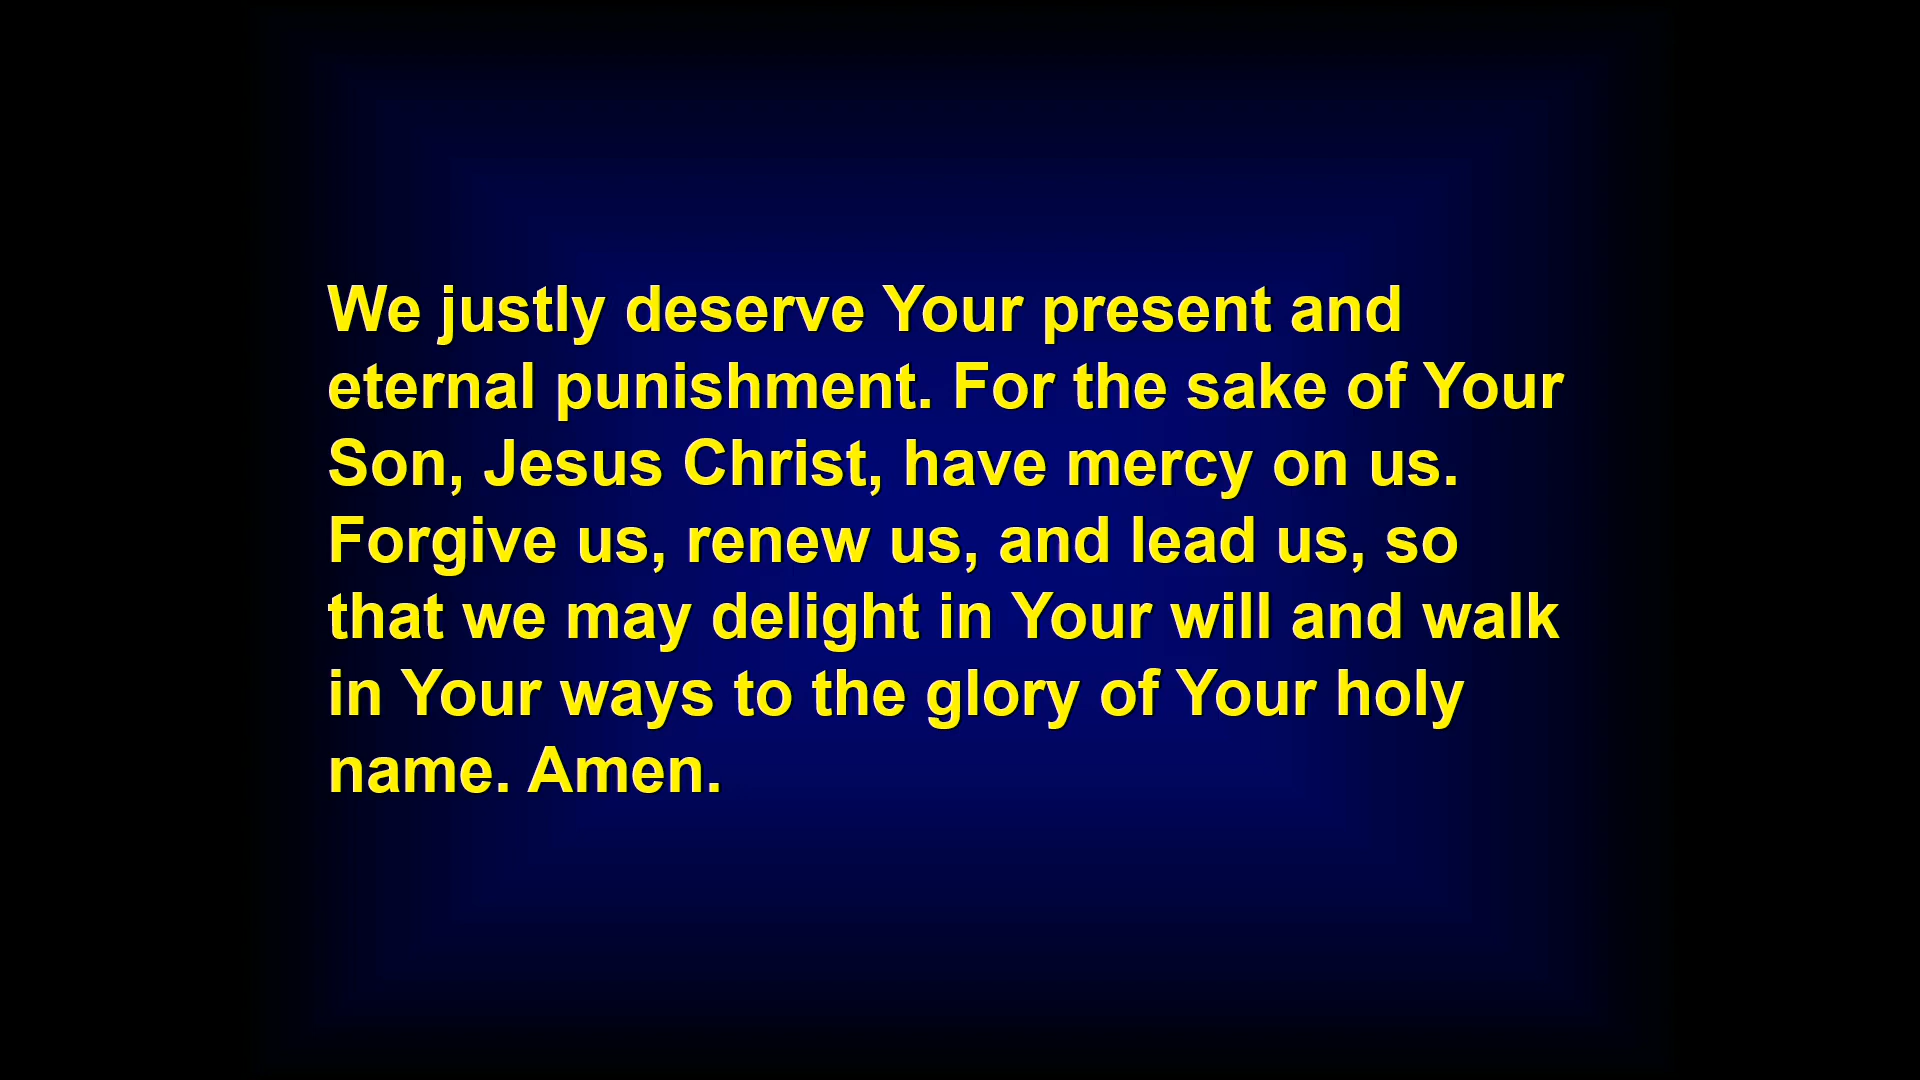 We justly deserve Your present and
eternal punishment. For the sake of Your
Son, Jesus Christ, have mercy on us.
Forgive us, renew us, and lead us, so
that we may delight in Your will and walk
in Your ways to the glory of Your holy
name. Amen.